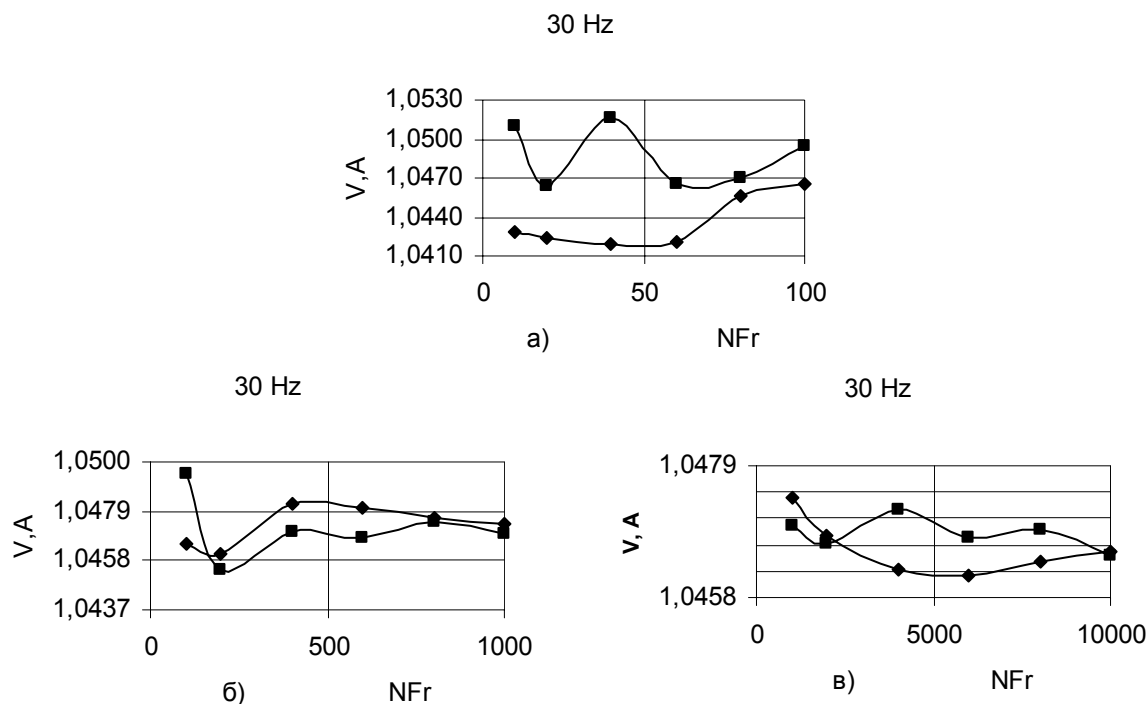 30 Hz
1,0530
1,0500
1,0470
1,0440
1,0410
V,A
0 50 100
а) NFr
30 Hz
1,0500
1,0479
1,0458
1,0437
V,A
0 500 1000
б) NFr
30 Hz
1,0479
1,0458
V, A
0 5000 10000
в) NFr